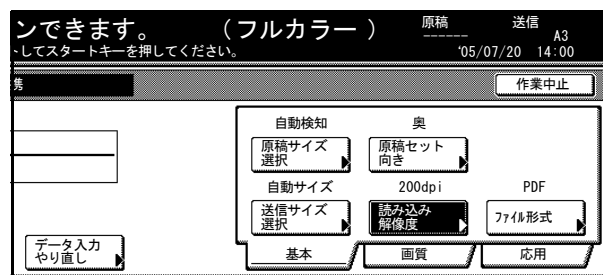 ンできます。 （フルカラー） 原稿 送信
------ A3
してスタートキーを押してください。 '05/07/20 14:00
携
作業中止
自動検知 奥
原稿サイズ
選択
原稿セット
向き
自動サイズ 200dpi PDF
送信サイズ
選択
読み込み
解像度
ファイル形式
データ入力
やり直し
基本 画質 応用